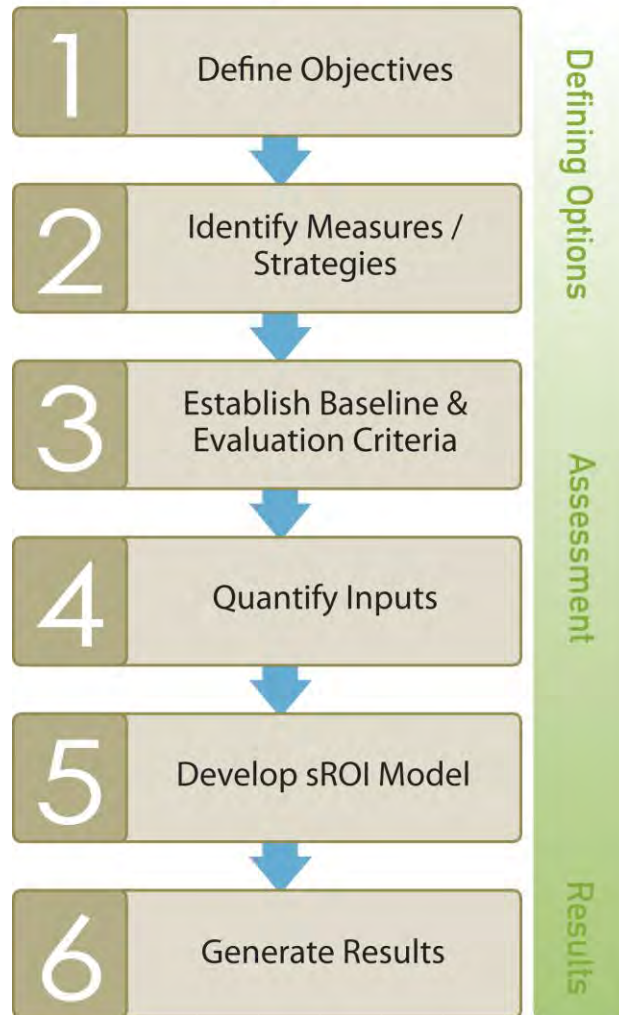 1
Define Objectives
2
Identify Measures /
Strategies
3
Establish Baseline &
Evaluation Criteria
4
Quantify Inputs
5
Develop sROI Model
6
Generate Results
Defining Options
Assessment
Results